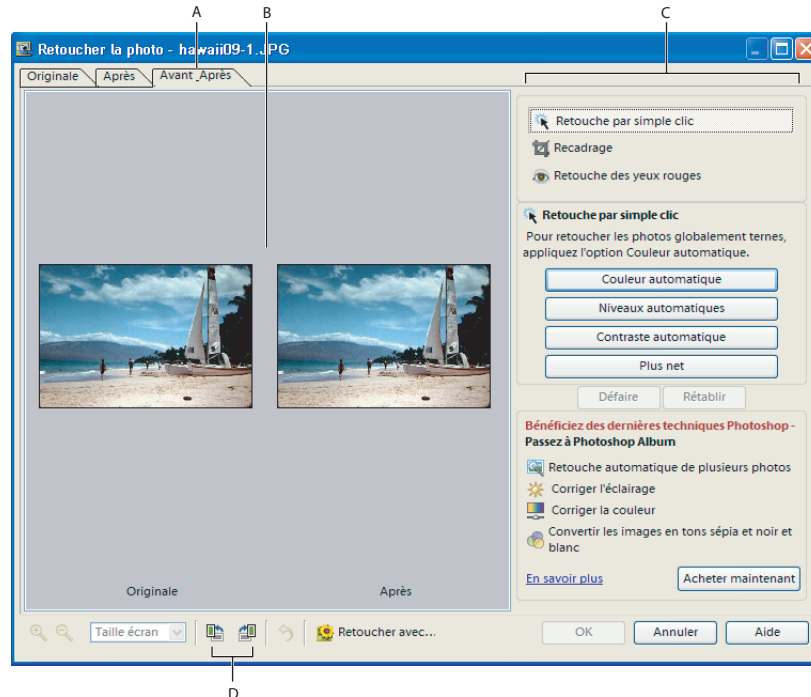 A
B
C
Retoucher la photo - hawaii09-1.JPG
Originale
Après
Avant_Après
Retouche par simple clic
Recadrage
Retouche des yeux rouges
Retouche par simple clic
Pour retoucher les photos globalement ternes,
appliquez l'option Couleur automatique.
Couleur automatique
Niveaux automatiques
Contraste automatique
Plus net
Défaire
Rétablir
Bénéficiez des dernières techniques Photoshop -
Passez à Photoshop Album
Retouche automatique de plusieurs photos
Corriger l'éclairage
Corriger la couleur
Convertir les images en tons sépia et noir et
blanc
En savoir plus
Acheter maintenant
Originale
Après
Taille écran
Retoucher avec...
OK
Annuler
Aide
D